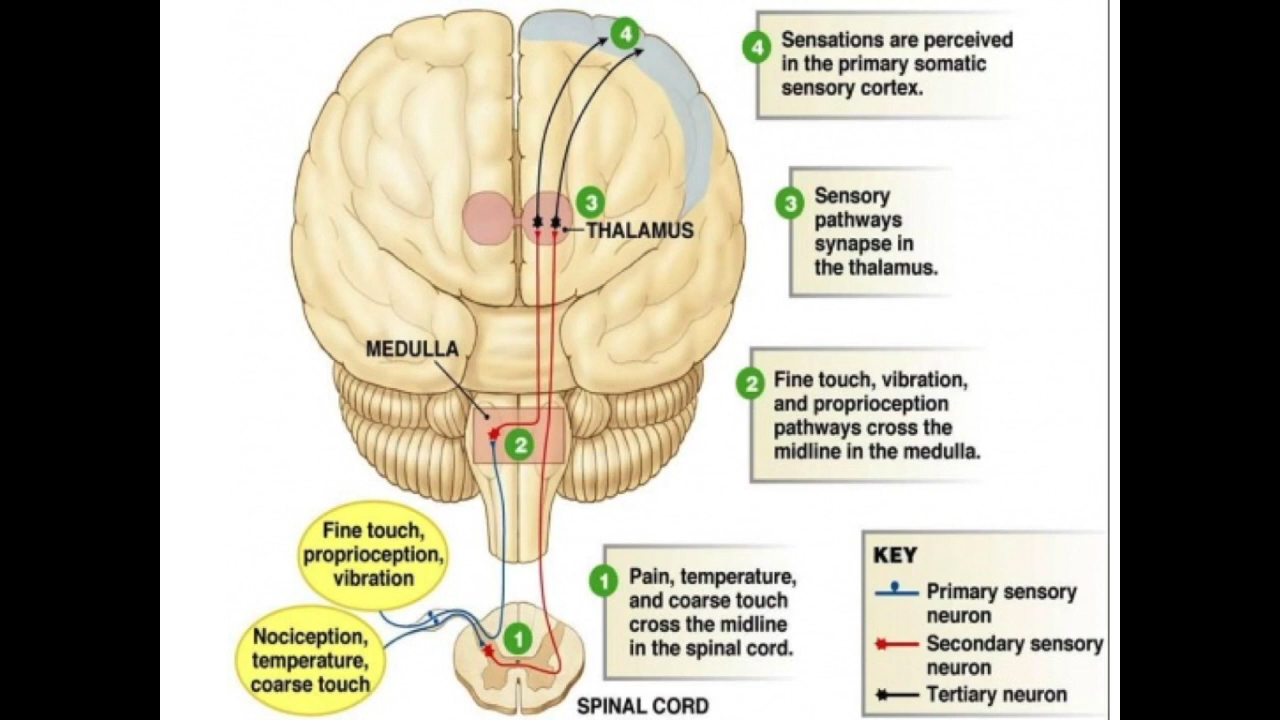 4
4
Sensations are perceived
in the primary somatic
sensory cortex.
3
THALAMUS
3
Sensory
pathways
synapse in
the thalamus.
MEDULLA
2
2
Fine touch, vibration,
and proprioception
pathways cross the
midline in the medulla.
Fine touch,
proprioception,
vibration
Nociception,
temperature,
coarse touch
1
1
Pain, temperature,
and coarse touch
cross the midline
in the spinal cord.
SPINAL CORD
KEY
Primary sensory
neuron
Secondary sensory
neuron
Tertiary neuron